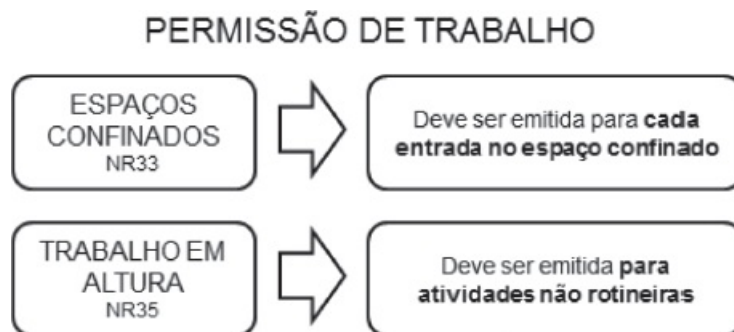 PERMISSÃO DE TRABALHO
ESPAÇOS
CONFINADOS
NR33
Deve ser emitida para cada
entrada no espaço confinado
TRABALHO EM
ALTURA
NR35
Deve ser emitida para
atividades não rotineiras